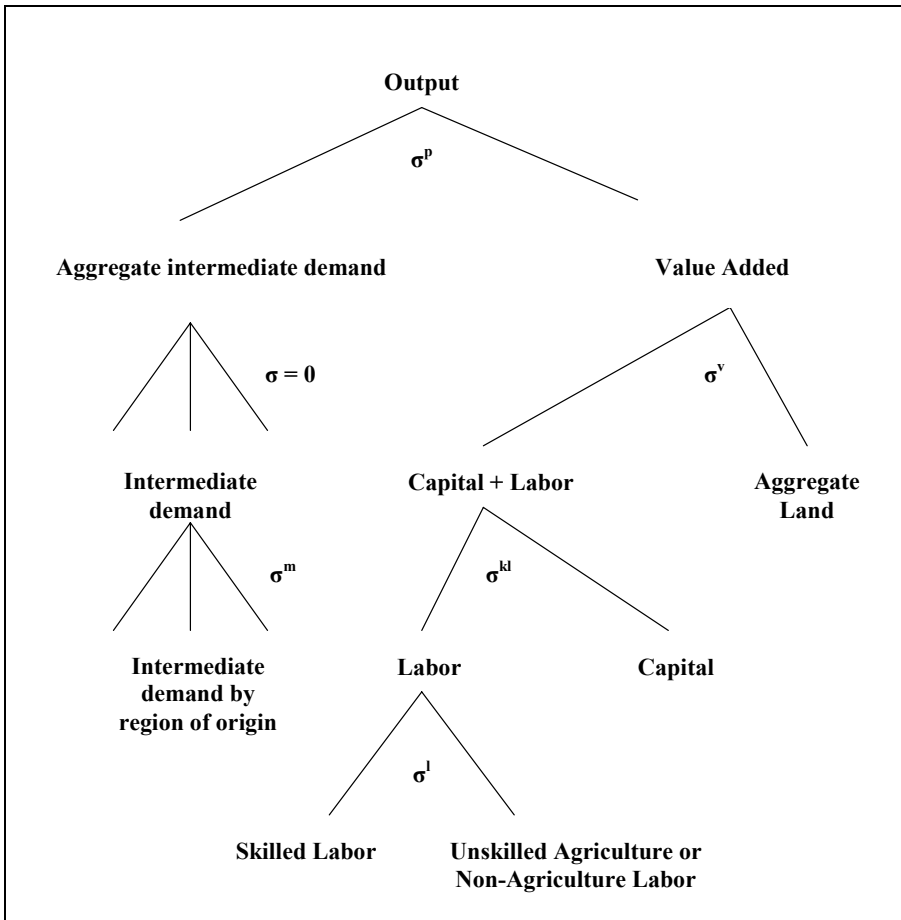 Output
σᵖ
Aggregate intermediate demand
Value Added
σ = 0
σᵛ
Intermediate
demand
Capital + Labor
Aggregate
Land
σᵐ
σᵏˡ
Intermediate
demand by
region of origin
Labor
Capital
σˡ
Skilled Labor
Unskilled Agriculture or
Non-Agriculture Labor